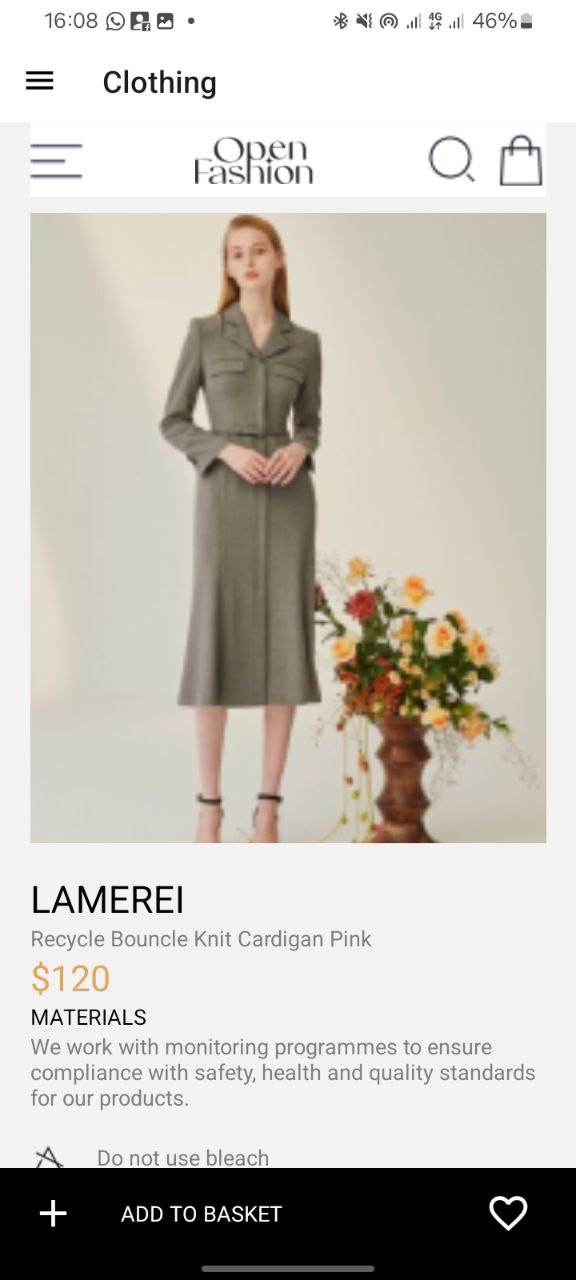 16:08 4G 46%
Clothing
Open
Fashion
LAMEREI
Recycle Bouncle Knit Cardigan Pink
$120
MATERIALS
We work with monitoring programmes to ensure
compliance with safety, health and quality standards
for our products.
Do not use bleach
ADD TO BASKET